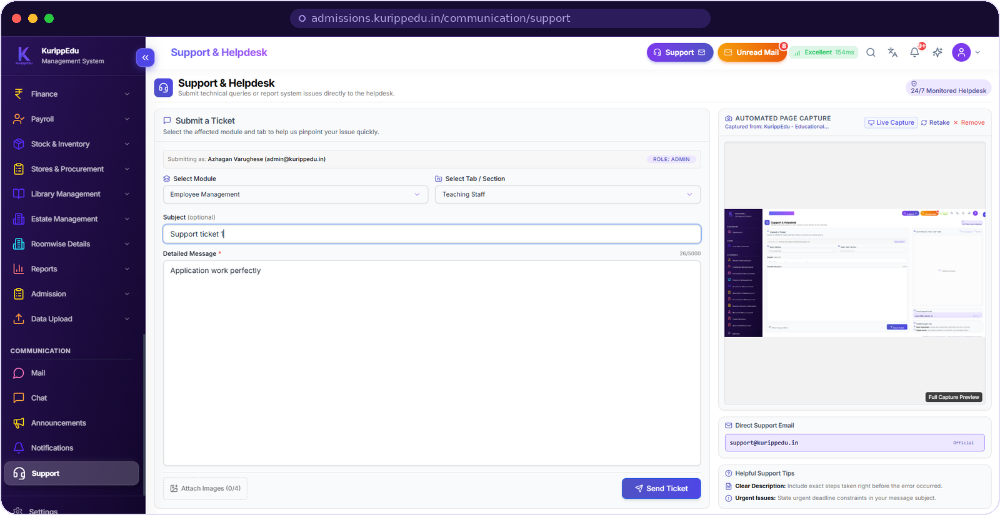 admissions.kurippedu.in/communication/support
KurippEdu
Management System
Finance
Payroll
Stock & Inventory
Stores & Procurement
Library Management
Estate Management
Roomwise Details
Reports
Admission
Data Upload
COMMUNICATION
Mail
Chat
Announcements
Notifications
Support
Settings
Support & Helpdesk
Support
Unread Mail
8
Excellent 154ms
9+
Support & Helpdesk
Submit technical queries or report system issues directly to the helpdesk.
24/7 Monitored Helpdesk
Submit a Ticket
Select the affected module and tab to help us pinpoint your issue quickly.
Submitting as: Azhagan Varughese (admin@kurippedu.in)
ROLE: ADMIN
Select Module
Select Tab / Section
Employee Management
Teaching Staff
Subject (optional)
Support ticket 1
Detailed Message *
26/5000
Application work perfectly
Attach Images (0/4)
Send Ticket
AUTOMATED PAGE CAPTURE
Captured from: KurippEdu - Educational...
Live Capture
Retake
Remove
Support & Helpdesk
Full Capture Preview
Direct Support Email
support@kurippedu.in
Official
Helpful Support Tips
Clear Description: Include exact steps taken right before the error occurred.
Urgent Issues: State urgent deadline constraints in your message subject.